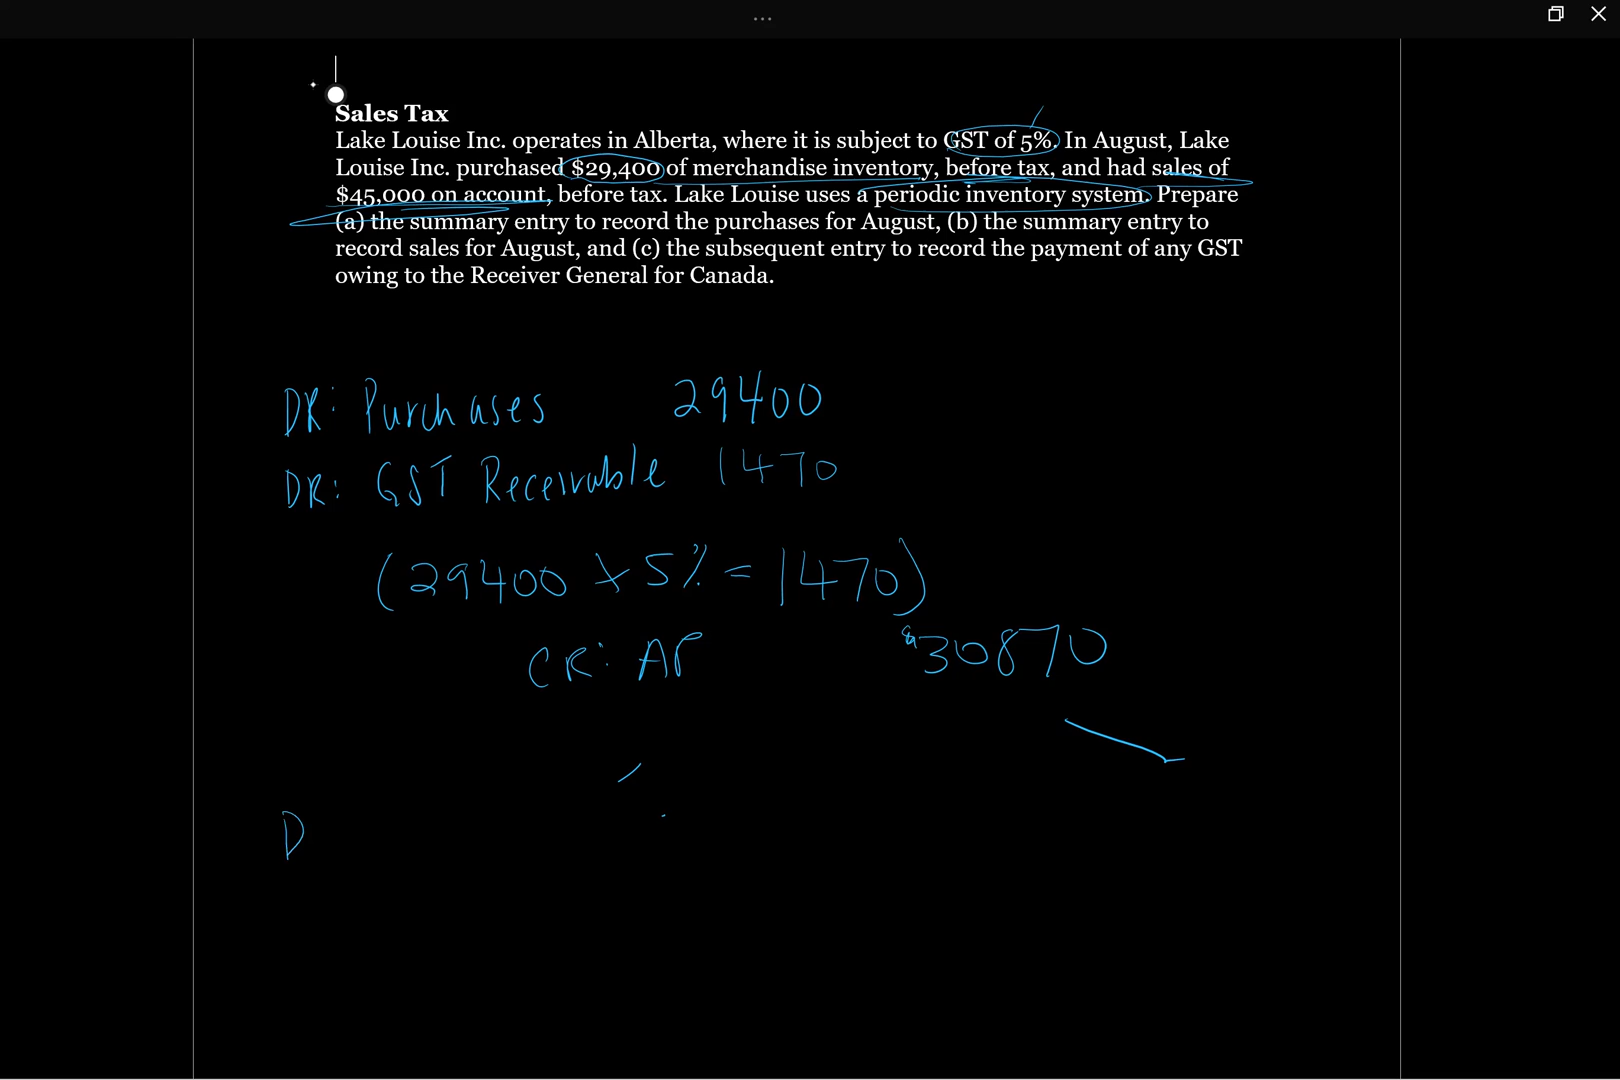 Sales Tax
Lake Louise Inc. operates in Alberta, where it is subject to GST of 5%. In August, Lake
Louise Inc. purchased $29,400 of merchandise inventory, before tax, and had sales of
$45,000 on account, before tax. Lake Louise uses a periodic inventory system. Prepare
(a) the summary entry to record the purchases for August, (b) the summary entry to
record sales for August, and (c) the subsequent entry to record the payment of any GST
owing to the Receiver General for Canada.
DR: Purchases 29400
DR: GST Receivable 1470
(29400 x 5% = 1470)
CR: AP $30870
D